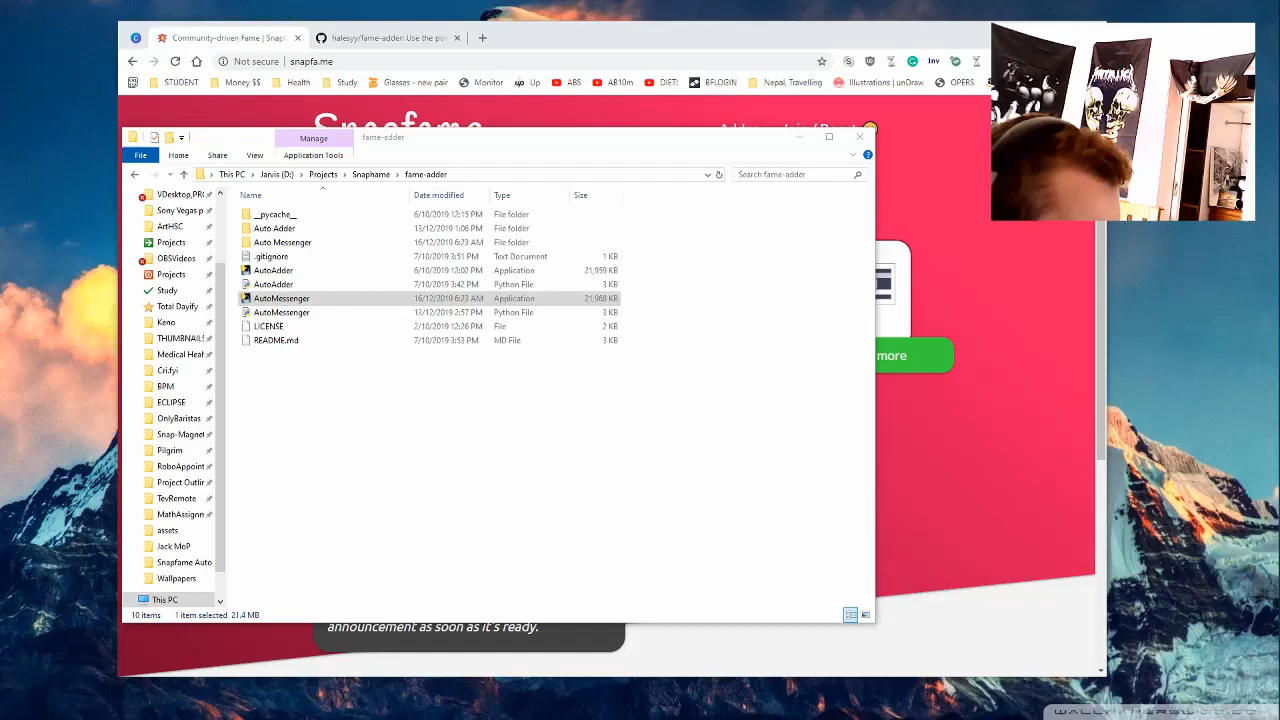 Community-driven Fame | Snapf
halesyy/fame-adder: Use the po
Not secure
snapfa.me
Inv
STUDENT
Money $$
Health
Study
Glasses - new pair
Monitor
Up
ABS
AB10m
DIET!
BFLOGIN
Nepal, Travelling
Illustrations | unDraw
OPERS
METALLICA
Manage
fame-adder
File
Home
Share
View
Application Tools
This PC
Jarvis (D:)
Projects
Snapfame
fame-adder
Search fame-adder
Name
Date modified
Type
Size
__pycache__ 6/10/2019 12:15 PM File folder
Auto Adder 13/12/2019 1:06 PM File folder
Auto Messenger 16/12/2019 6:23 AM File folder
.gitignore 7/10/2019 3:51 PM Text Document 1 KB
AutoAdder 6/10/2019 12:02 PM Application 21,959 KB
AutoAdder 7/10/2019 3:42 PM Python File 3 KB
AutoMessenger 16/12/2019 6:23 AM Application 21,968 KB
AutoMessenger 13/12/2019 2:57 PM Python File 3 KB
LICENSE 2/10/2019 12:26 PM File 2 KB
README.md 7/10/2019 3:53 PM MD File 3 KB
VDesktop,PR
Sony Vegas p
ArtHSC
Projects
OBSVideos
Projects
Study
Total Dayify
Keno
THUMBNAILS
Medical Heal
Cri.fyi
BPM
ECLIPSE
OnlyBaristas
Snap-Magnet
Pilgrim
RoboAppoint
Project Outlin
TevRemote
MathAssignm
assets
Jack MoP
Snapfame Auto
Wallpapers
This PC
10 items
1 item selected 21.4 MB
more
announcement as soon as it's ready.